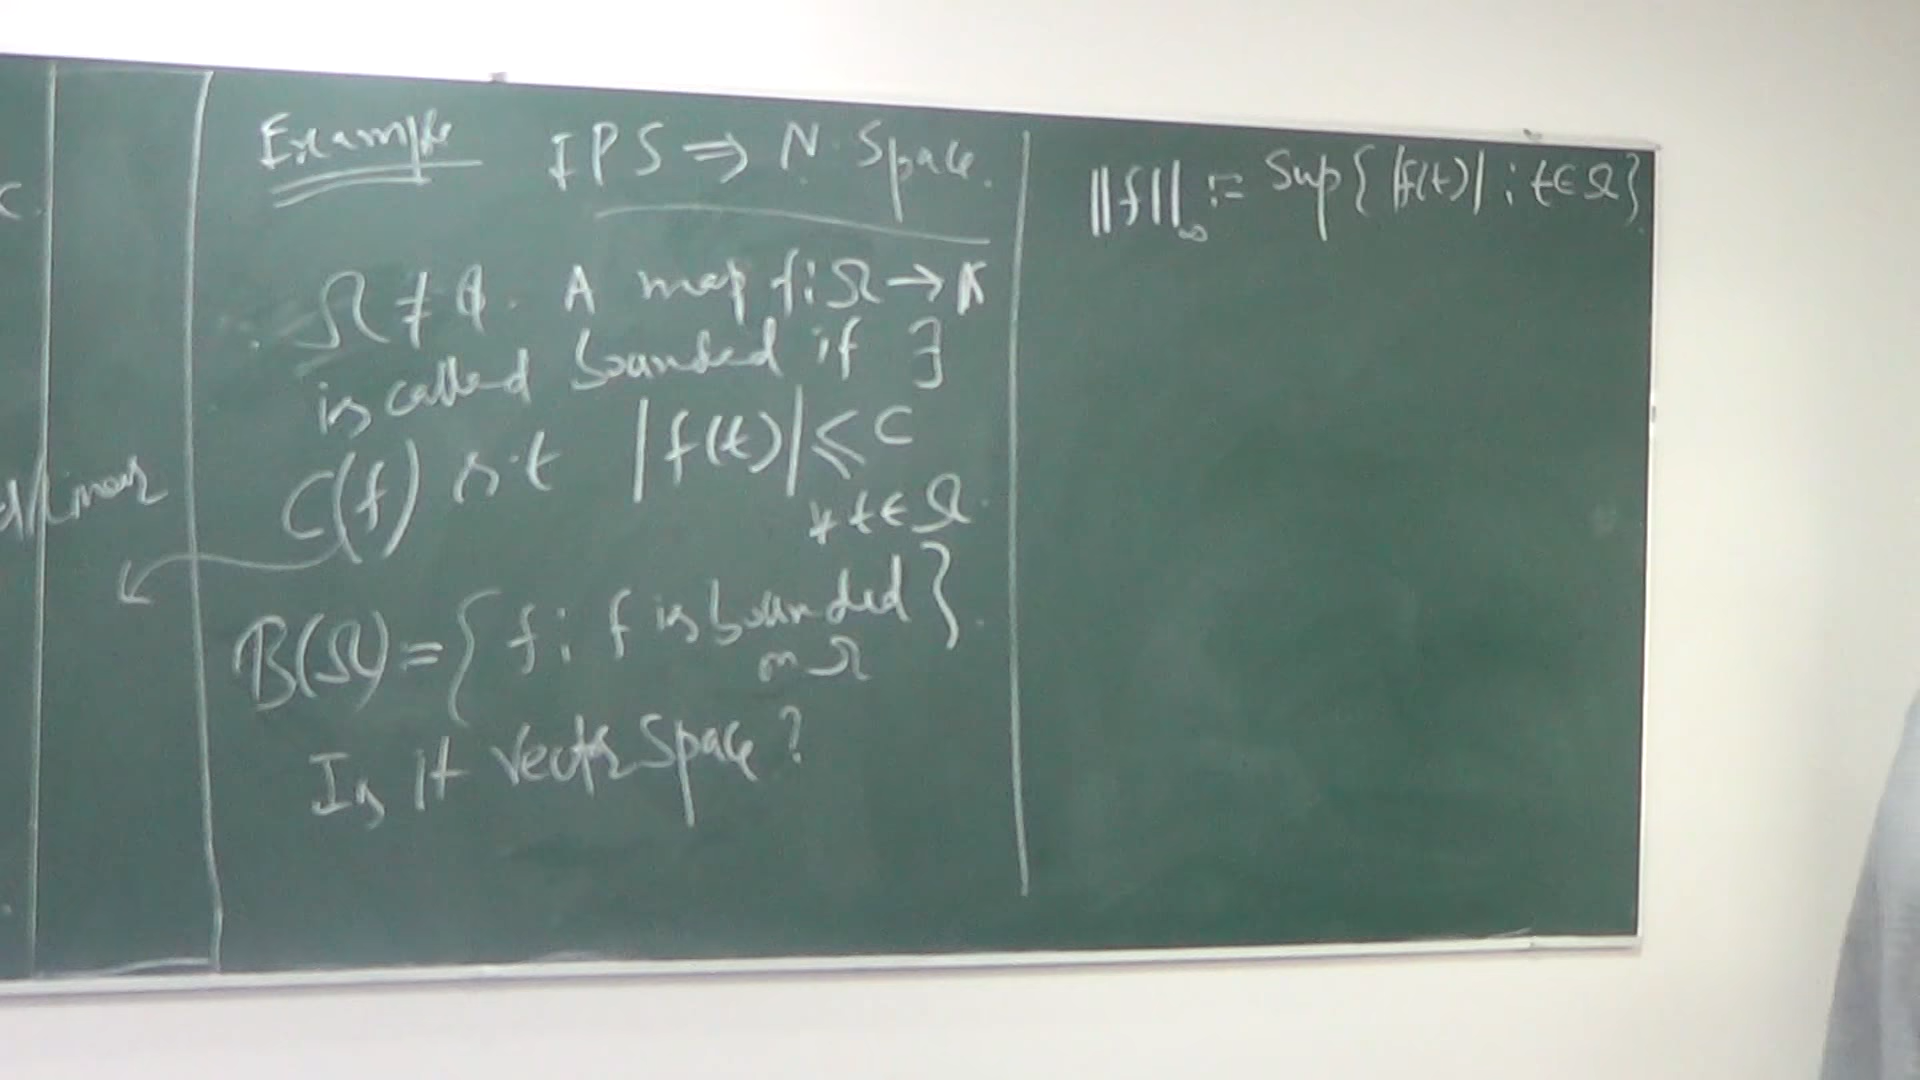 Example IPS ⇒ N. Space.
Ω ≠ φ. A map f: Ω → K
is called bounded if ∃
C(f) s.t |f(t)| ≤ C
∀ t ∈ Ω.
B(Ω) = { f ; f is bounded }.
on Ω
Is it Vector Space?
||f||∞ := Sup{ |f(t)| ; t ∈ Ω }.